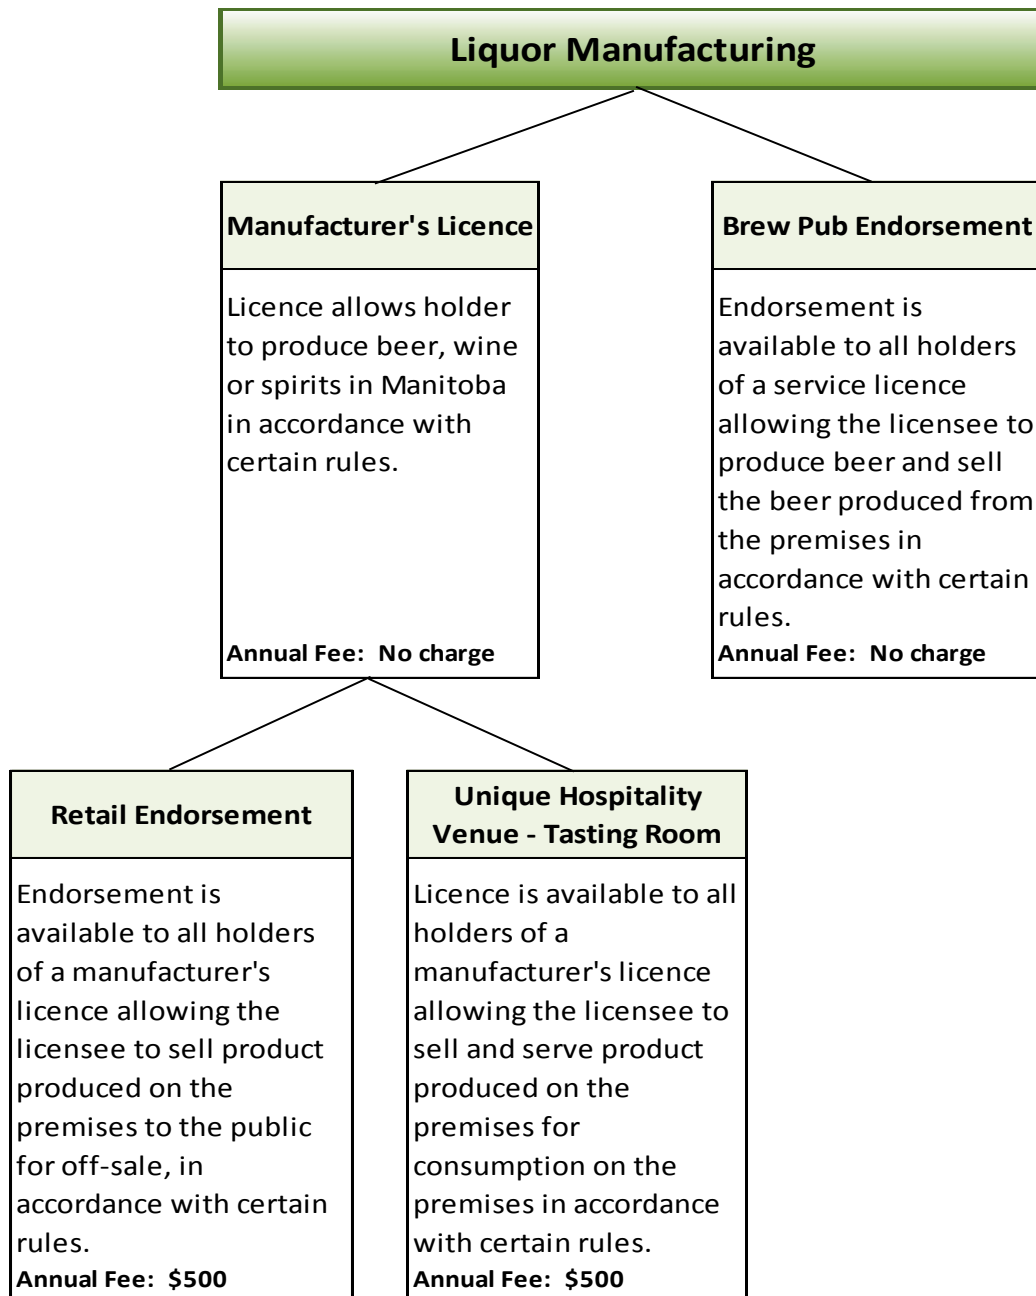 Liquor Manufacturing
Manufacturer's Licence
Licence allows holder
to produce beer, wine
or spirits in Manitoba
in accordance with
certain rules.
Annual Fee: No charge
Brew Pub Endorsement
Endorsement is
available to all holders
of a service licence
allowing the licensee to
produce beer and sell
the beer produced from
the premises in
accordance with certain
rules.
Annual Fee: No charge
Retail Endorsement
Endorsement is
available to all holders
of a manufacturer's
licence allowing the
licensee to sell product
produced on the
premises to the public
for off-sale, in
accordance with certain
rules.
Annual Fee: $500
Unique Hospitality
Venue - Tasting Room
Licence is available to all
holders of a
manufacturer's licence
allowing the licensee to
sell and serve product
produced on the
premises for
consumption on the
premises in accordance
with certain rules.
Annual Fee: $500